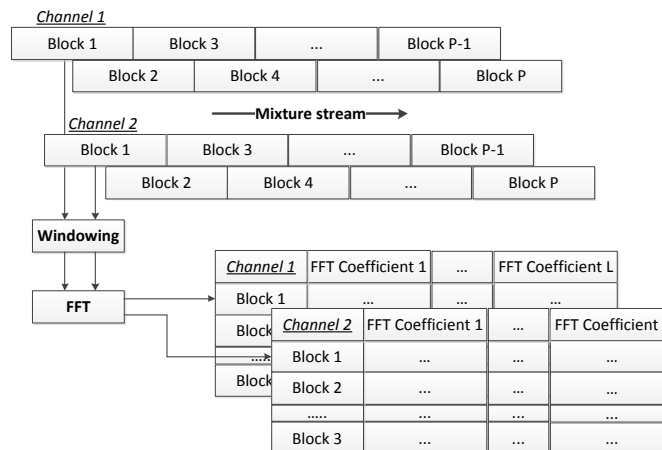 Channel 1
Block 1 Block 3 ... Block P-1
Block 2 Block 4 ... Block P
Mixture stream
Channel 2
Block 1 Block 3 ... Block P-1
Block 2 Block 4 ... Block P
Windowing
FFT
Channel 1 FFT Coefficient 1 ... FFT Coefficient L
Block 1 ... ... ...
Block
.....
Block
Channel 2 FFT Coefficient 1 ... FFT Coefficient
Block 1 ... ... ...
Block 2 ... ... ...
..... ... ... ...
Block 3 ... ... ...